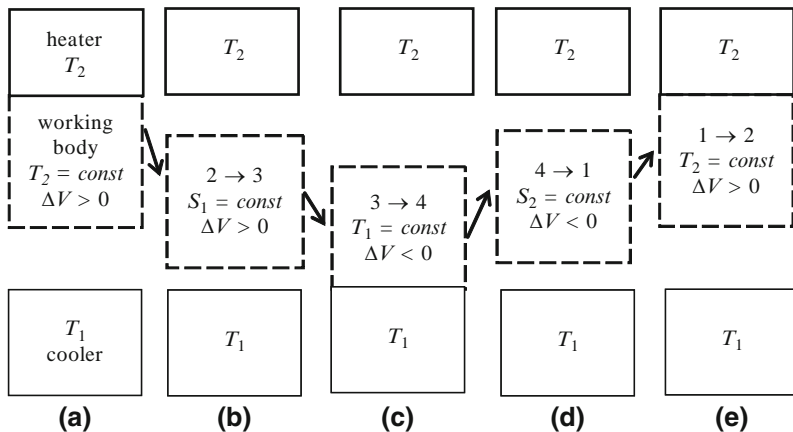 heater
T₂
working
body
T₂ = const
ΔV > 0
T₁
cooler
(a)
T₂
2 → 3
S₁ = const
ΔV > 0
T₁
(b)
T₂
3 → 4
T₁ = const
ΔV < 0
T₁
(c)
T₂
4 → 1
S₂ = const
ΔV < 0
T₁
(d)
T₂
1 → 2
T₂ = const
ΔV > 0
T₁
(e)